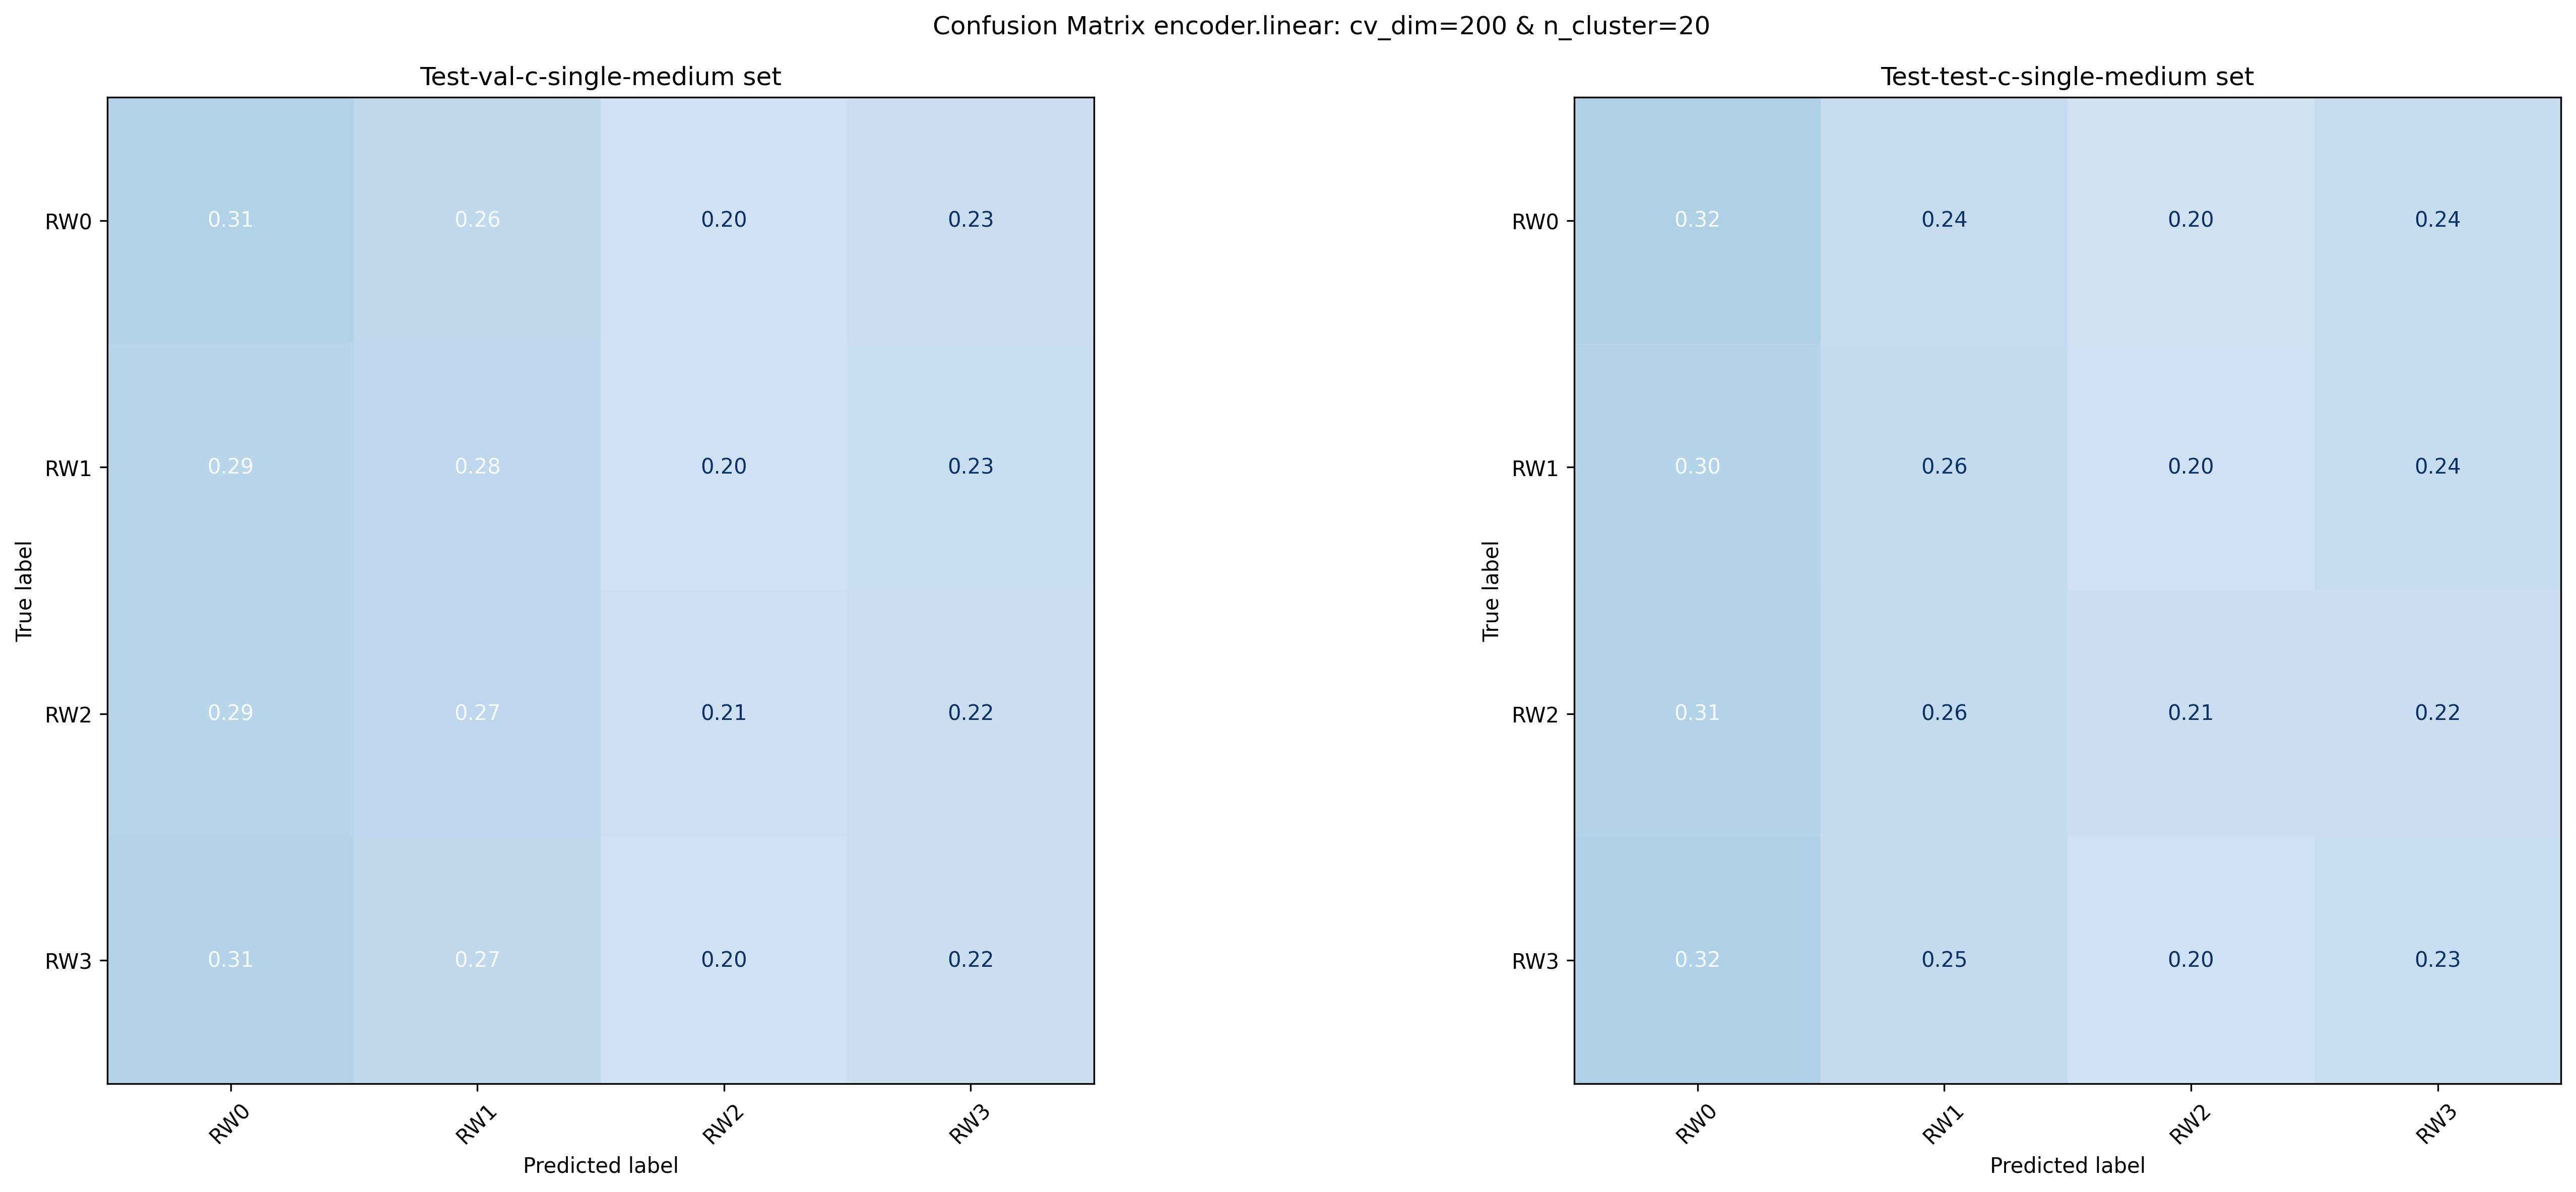 Confusion Matrix encoder.linear: cv_dim=200 & n_cluster=20
Test-val-c-single-medium set
RW0 0.31 0.26 0.20 0.23
RW1 0.29 0.28 0.20 0.23
RW2 0.29 0.27 0.21 0.22
RW3 0.31 0.27 0.20 0.22
True label
RW0 RW1 RW2 RW3
Predicted label
Test-test-c-single-medium set
RW0 0.32 0.24 0.20 0.24
RW1 0.30 0.26 0.20 0.24
RW2 0.31 0.26 0.21 0.22
RW3 0.32 0.25 0.20 0.23
True label
RW0 RW1 RW2 RW3
Predicted label